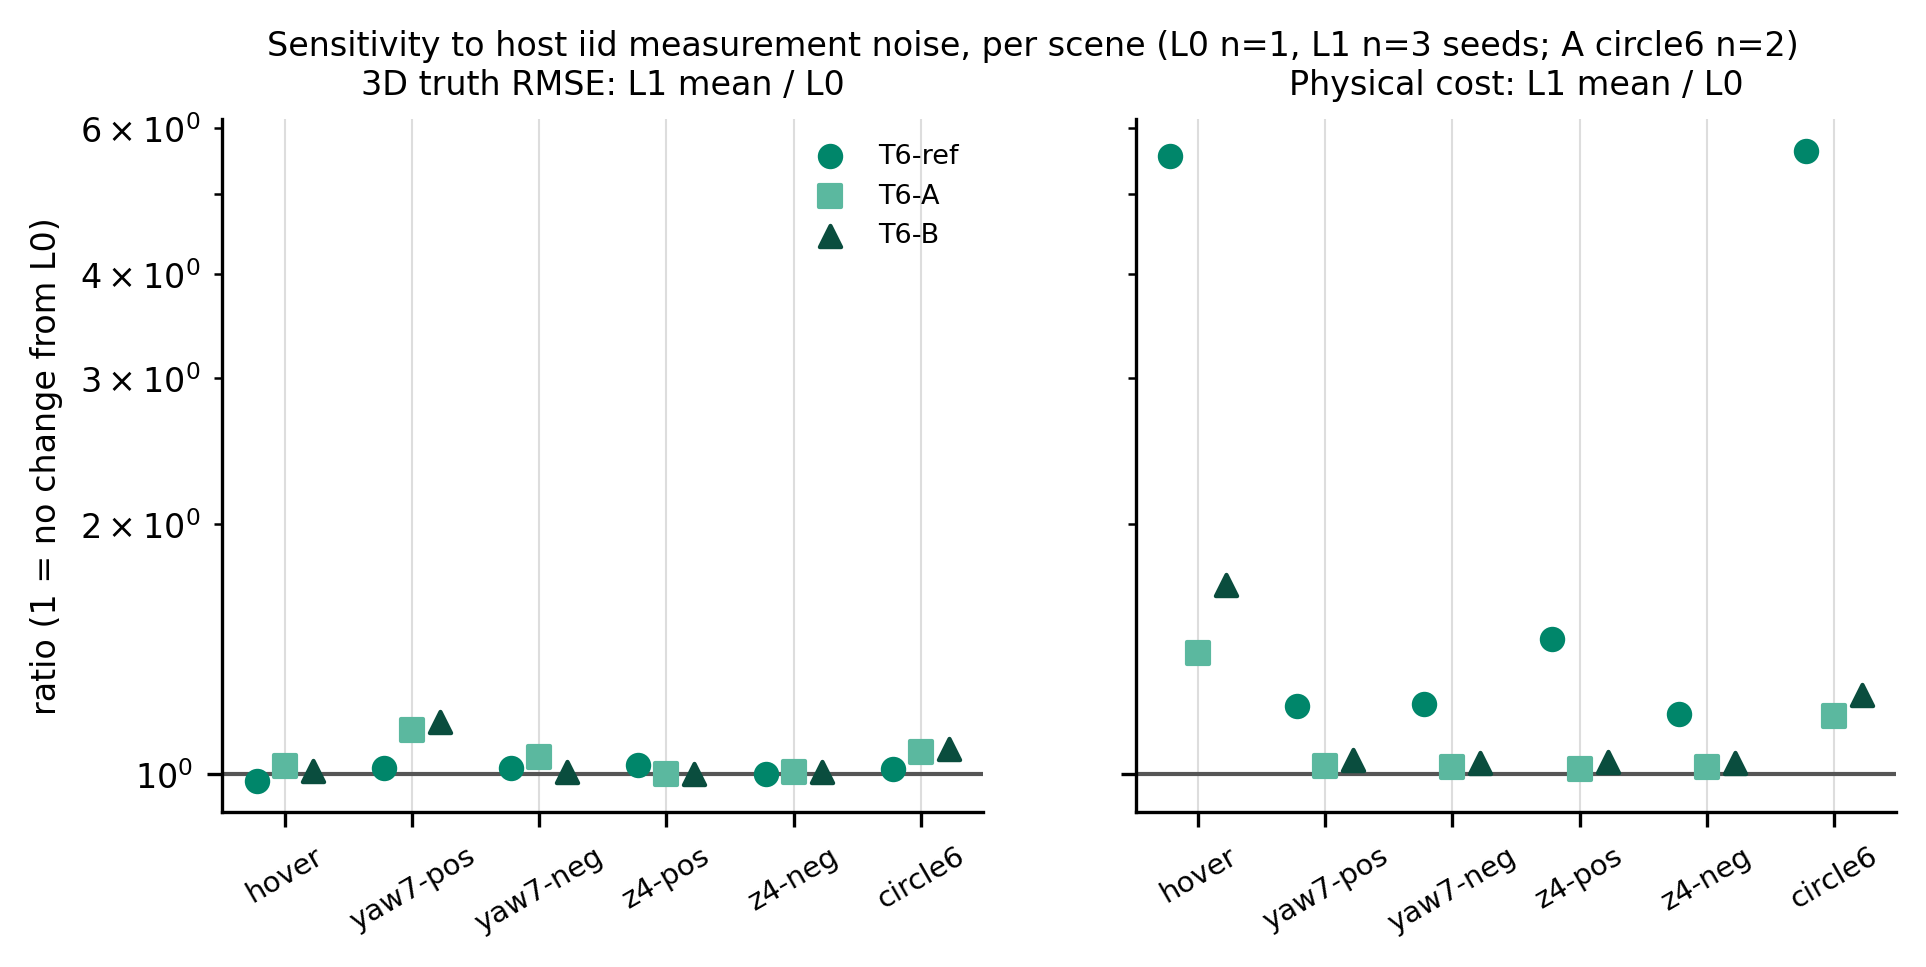 Sensitivity to host iid measurement noise, per scene (L0 n=1, L1 n=3 seeds; A circle6 n=2)
3D truth RMSE: L1 mean / L0
Physical cost: L1 mean / L0
ratio (1 = no change from L0)
6 × 10⁰
4 × 10⁰
3 × 10⁰
2 × 10⁰
10⁰
T6-ref
T6-A
T6-B
hover
yaw7-pos
yaw7-neg
z4-pos
z4-neg
circle6
hover
yaw7-pos
yaw7-neg
z4-pos
z4-neg
circle6